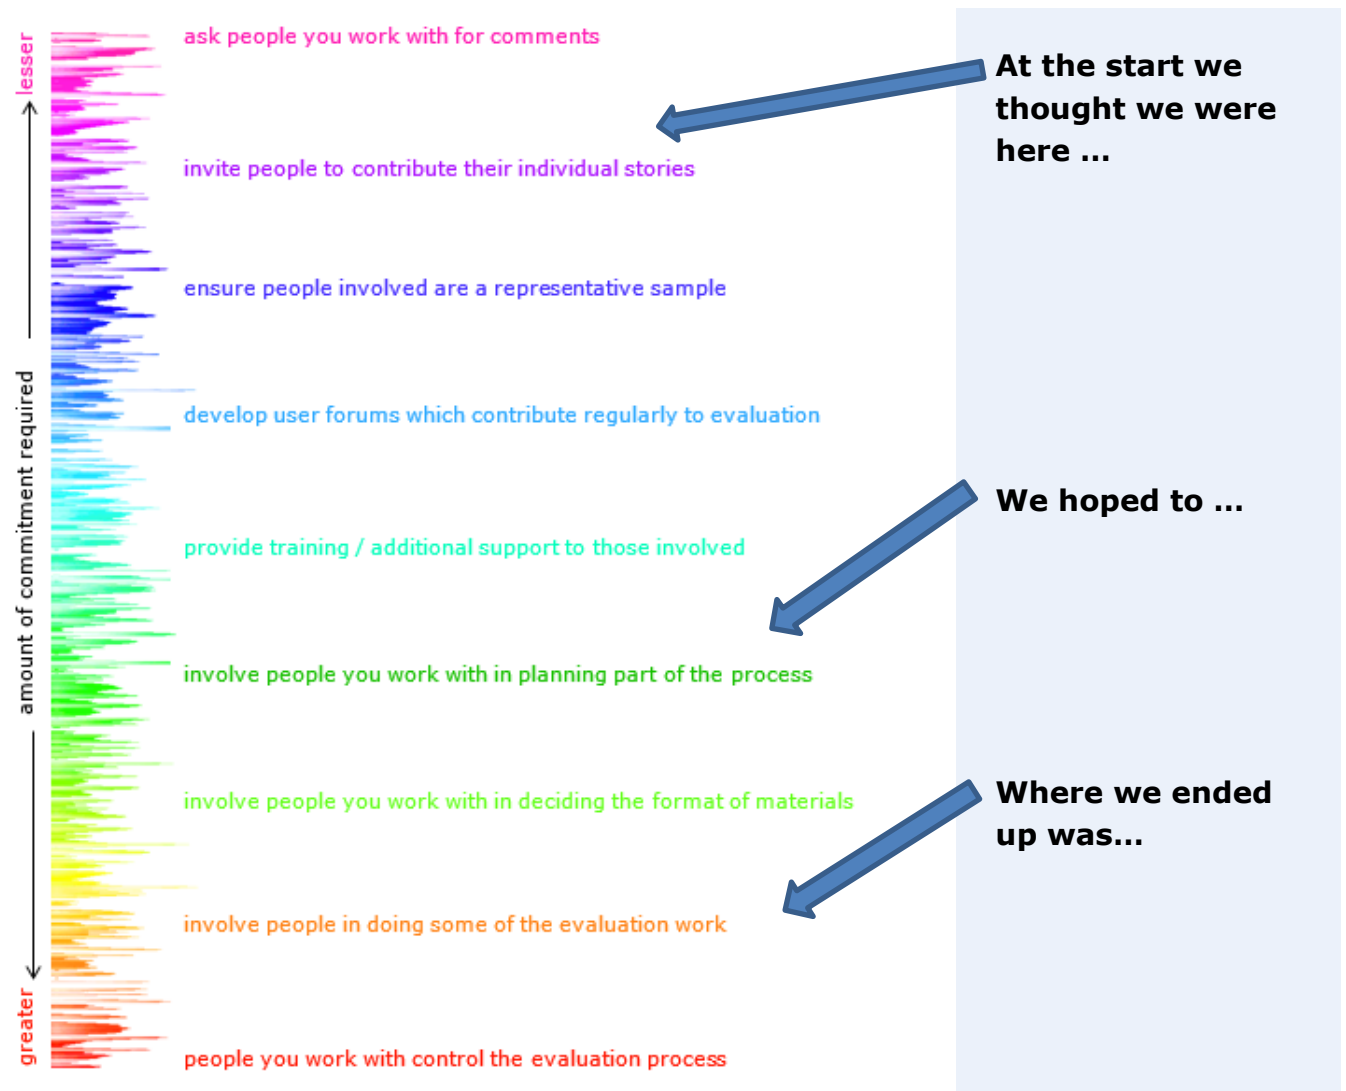 lesser
amount of commitment required
greater
ask people you work with for comments
invite people to contribute their individual stories
ensure people involved are a representative sample
develop user forums which contribute regularly to evaluation
provide training / additional support to those involved
involve people you work with in planning part of the process
involve people you work with in deciding the format of materials
involve people in doing some of the evaluation work
people you work with control the evaluation process
At the start we
thought we were
here ...
We hoped to ...
Where we ended
up was...